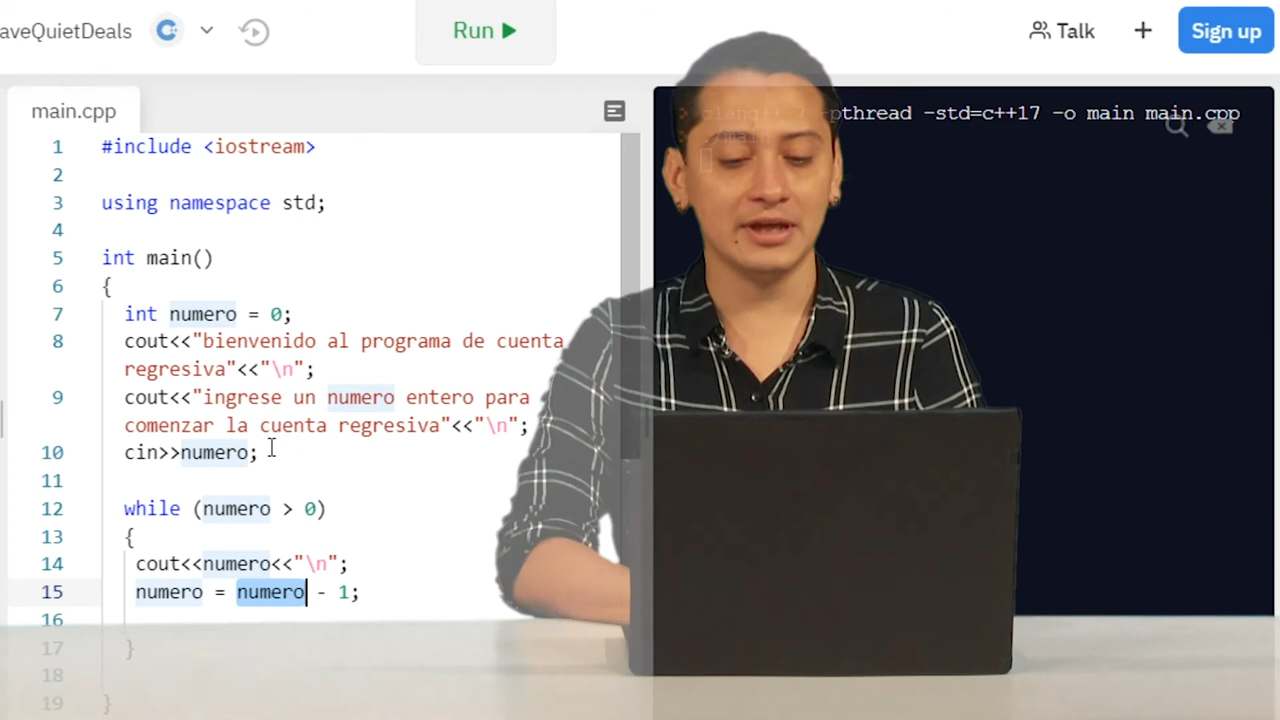 aveQuietDeals
Run
Talk
+
Sign up
main.cpp
-pthread -std=c++17 -o main main.cpp
1 #include <iostream>
2
3 using namespace std;
4
5 int main()
6 {
7 int numero = 0;
8 cout<<"bienvenido al programa de cuenta
regresiva"<<"\n";
9 cout<<"ingrese un numero entero para
comenzar la cuenta regresiva"<<"\n";
10 cin>>numero;
11
12 while (numero > 0)
13 {
14 cout<<numero<<"\n";
15 numero = numero - 1;
16
17 }
18
19 }